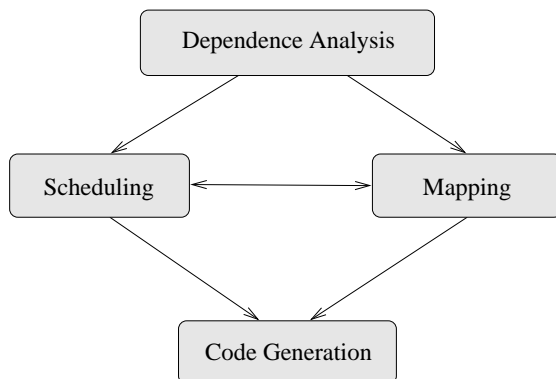 Dependence Analysis
Scheduling
Mapping
Code Generation